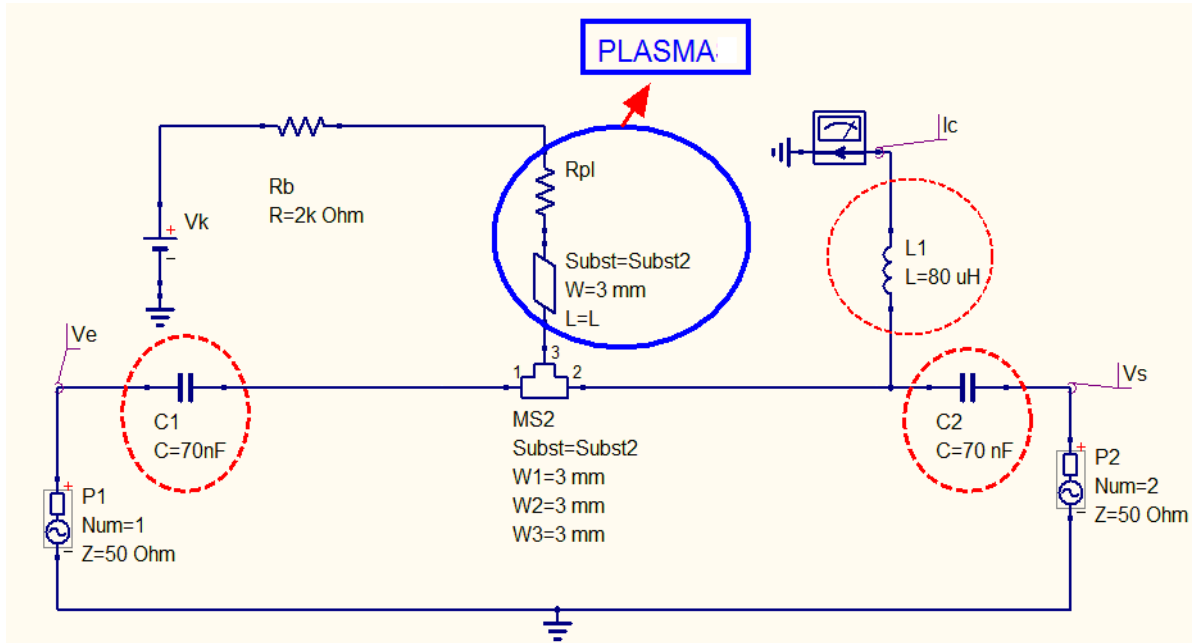 PLASMA
Ic
Rpl
Rb
R=2k Ohm
Vk
+
−
Subst=Subst2
W=3 mm
L=L
L1
L=80 uH
Ve
3
1
2
Vs
C1
C=70nF
MS2
Subst=Subst2
W1=3 mm
W2=3 mm
W3=3 mm
C2
C=70 nF
+
P1
Num=1
Z=50 Ohm
−
+
P2
Num=2
Z=50 Ohm
−